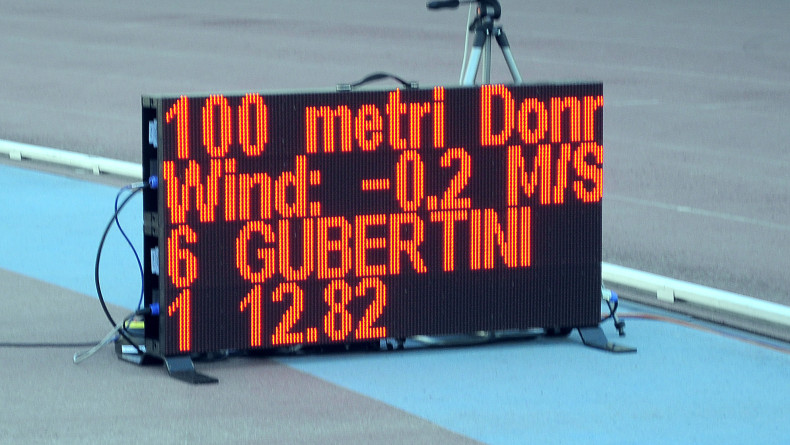 100 metri Donn
Wind: -0.2 M/S
6 GUBERTINI
1 12.82